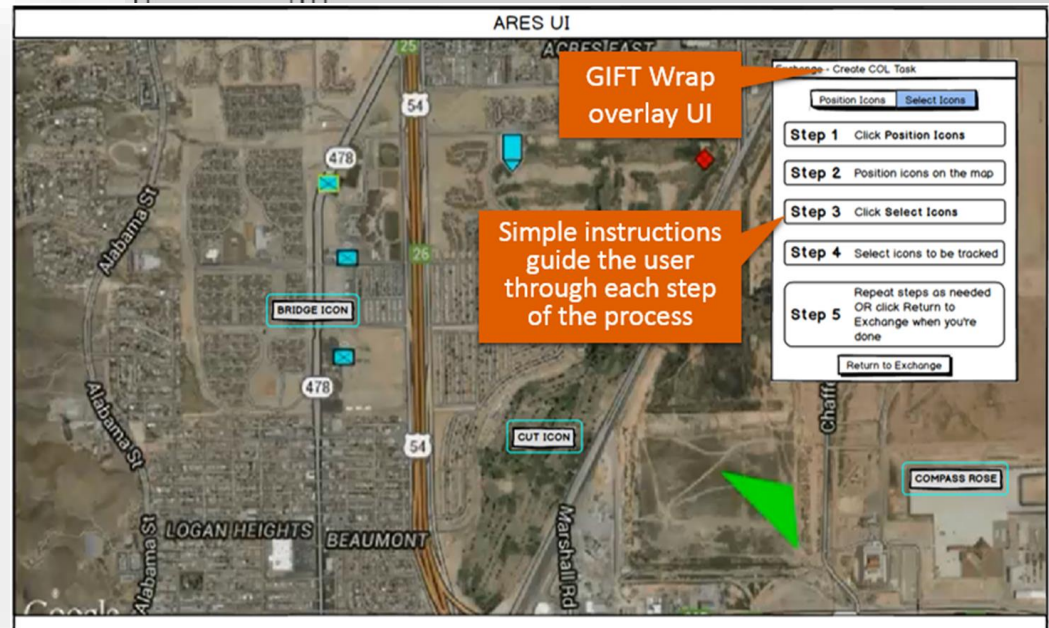 ARES UI
25
ACRES EAST
54
478
GIFT Wrap
overlay UI
Exchange - Create COL Task
Position Icons Select Icons
Step 1 Click Position Icons
Step 2 Position icons on the map
Step 3 Click Select Icons
Step 4 Select icons to be tracked
Step 5 Repeat steps as needed
OR click Return to
Exchange when you're
done
Return to Exchange
Simple instructions
guide the user
through each step
of the process
Alabama St
26
BRIDGE ICON
478
Alabama St
54
CUT ICON
Chaff
COMPASS ROSE
LOGAN HEIGHTS
BEAUMONT
Marshall Rd
Alabama St
Google